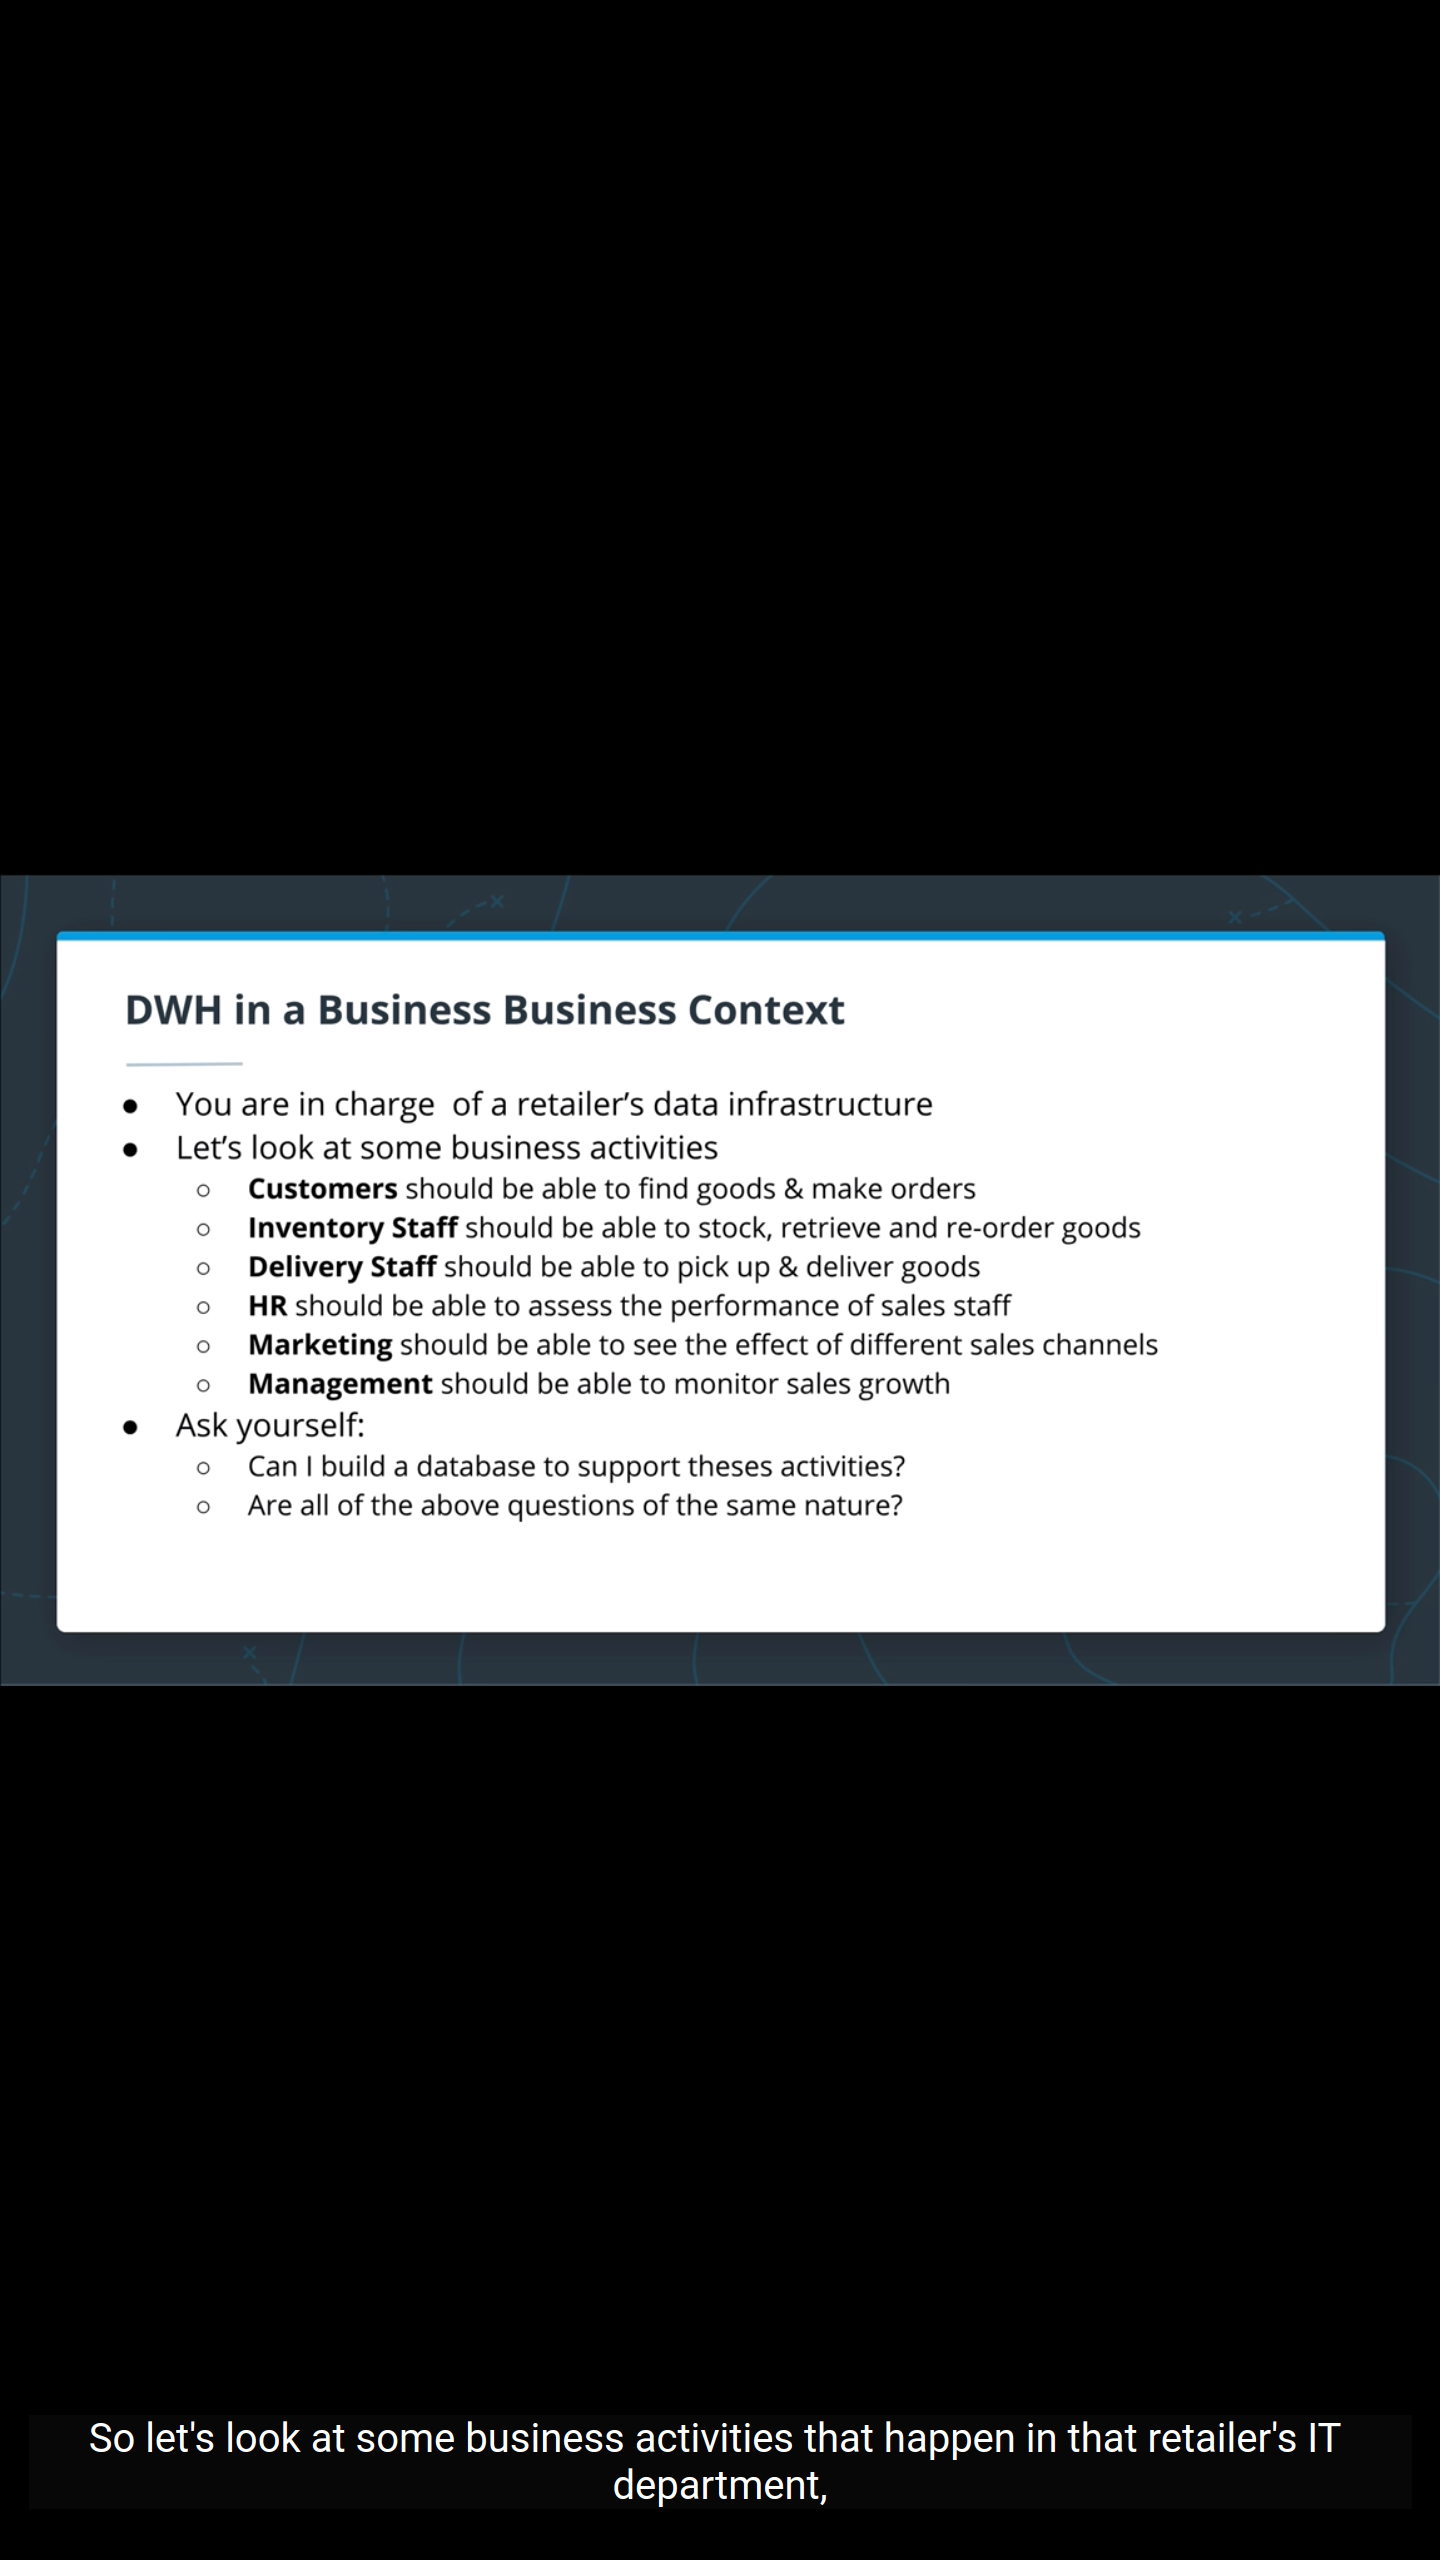 DWH in a Business Business Context
● You are in charge  of a retailer’s data infrastructure
● Let’s look at some business activities
○ Customers should be able to find goods & make orders
○ Inventory Staff should be able to stock, retrieve and re-order goods
○ Delivery Staff should be able to pick up & deliver goods
○ HR should be able to assess the performance of sales staff
○ Marketing should be able to see the effect of different sales channels
○ Management should be able to monitor sales growth
● Ask yourself:
○ Can I build a database to support theses activities?
○ Are all of the above questions of the same nature?
So let's look at some business activities that happen in that retailer's IT
department,